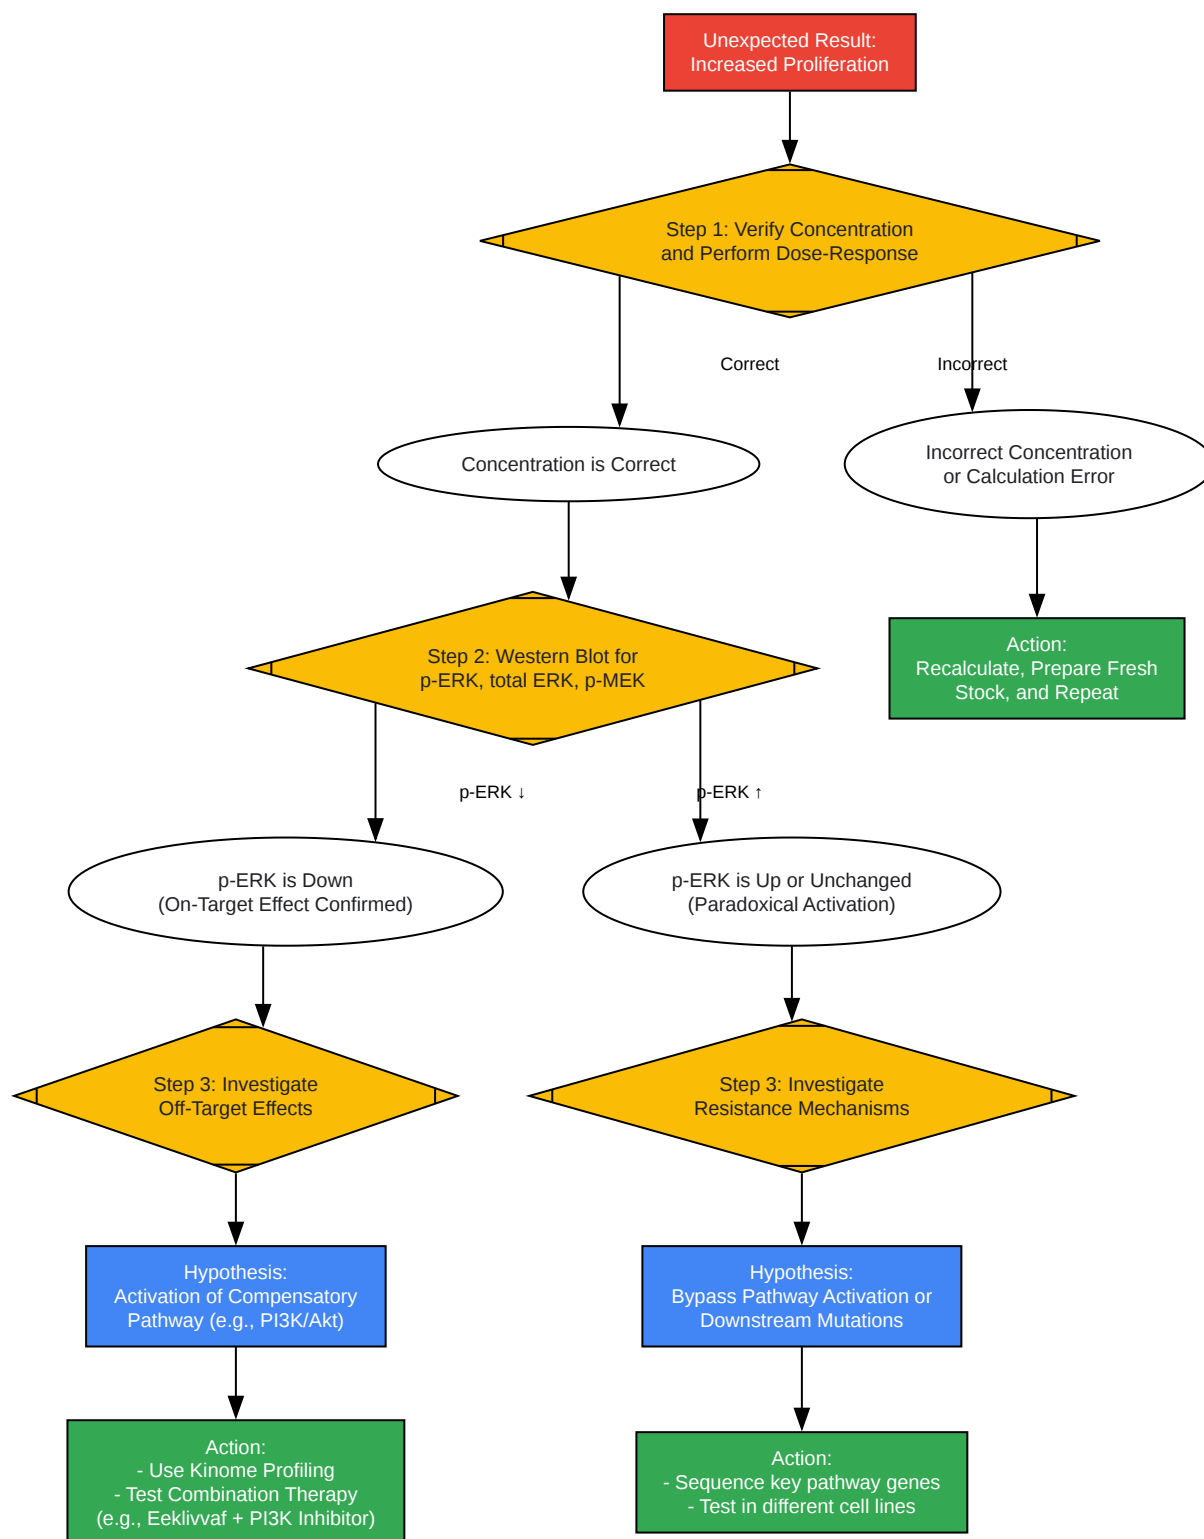 Unexpected Result:
Increased Proliferation
Step 1: Verify Concentration
and Perform Dose-Response
Correct
Incorrect
Concentration is Correct
Incorrect Concentration
or Calculation Error
Step 2: Western Blot for
p-ERK, total ERK, p-MEK
Action:
Recalculate, Prepare Fresh
Stock, and Repeat
p-ERK ↓
p-ERK ↑
p-ERK is Down
(On-Target Effect Confirmed)
p-ERK is Up or Unchanged
(Paradoxical Activation)
Step 3: Investigate
Off-Target Effects
Step 3: Investigate
Resistance Mechanisms
Hypothesis:
Activation of Compensatory
Pathway (e.g., PI3K/Akt)
Hypothesis:
Bypass Pathway Activation or
Downstream Mutations
Action:
- Use Kinome Profiling
- Test Combination Therapy
(e.g., Eeklivvaf + PI3K Inhibitor)
Action:
- Sequence key pathway genes
- Test in different cell lines